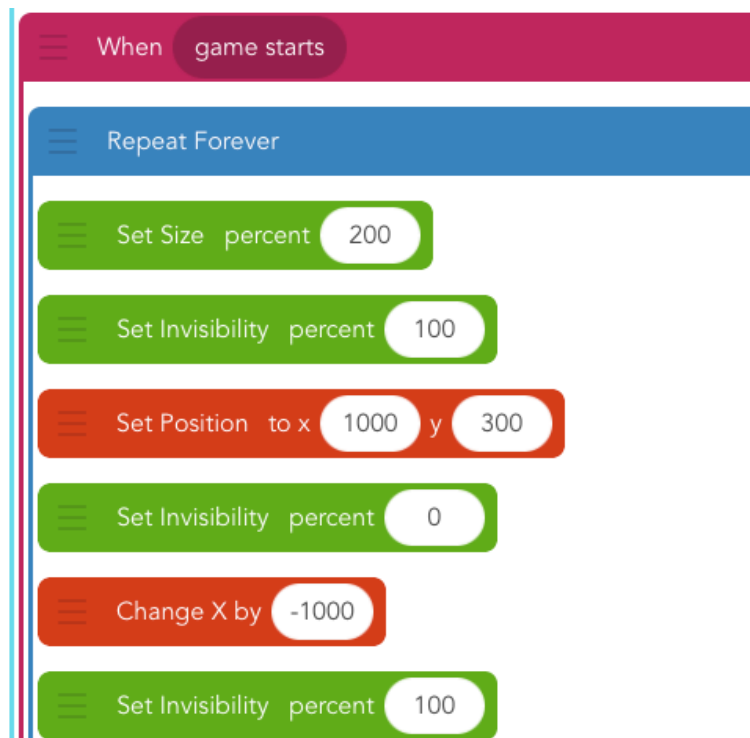 When game starts
Repeat Forever
Set Size percent 200
Set Invisibility percent 100
Set Position to x 1000 y 300
Set Invisibility percent 0
Change X by -1000
Set Invisibility percent 100